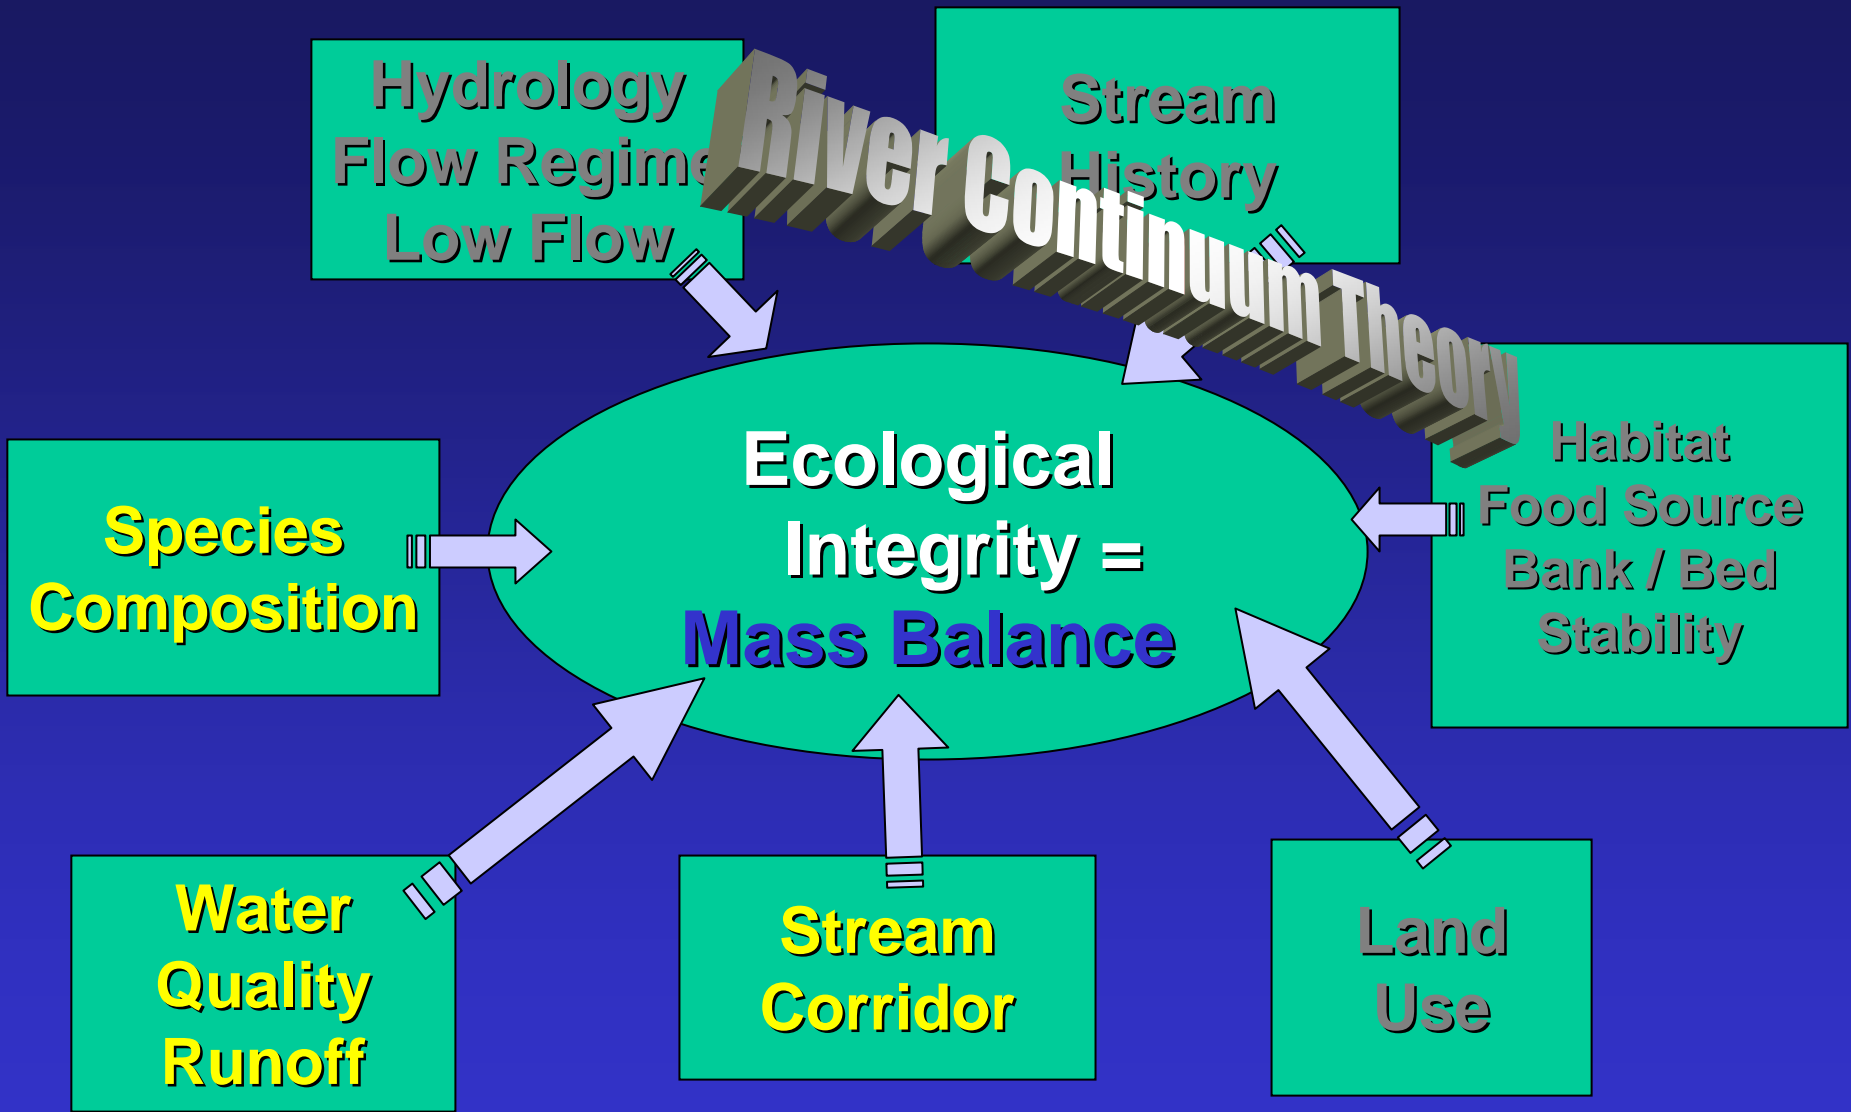 Hydrology
Flow Regime
Low Flow
River Continuum Theory
Stream
History
Habitat
Food Source
Bank / Bed
Stability
Ecological
Integrity =
Mass Balance
Species
Composition
Water
Quality
Runoff
Stream
Corridor
Land
Use